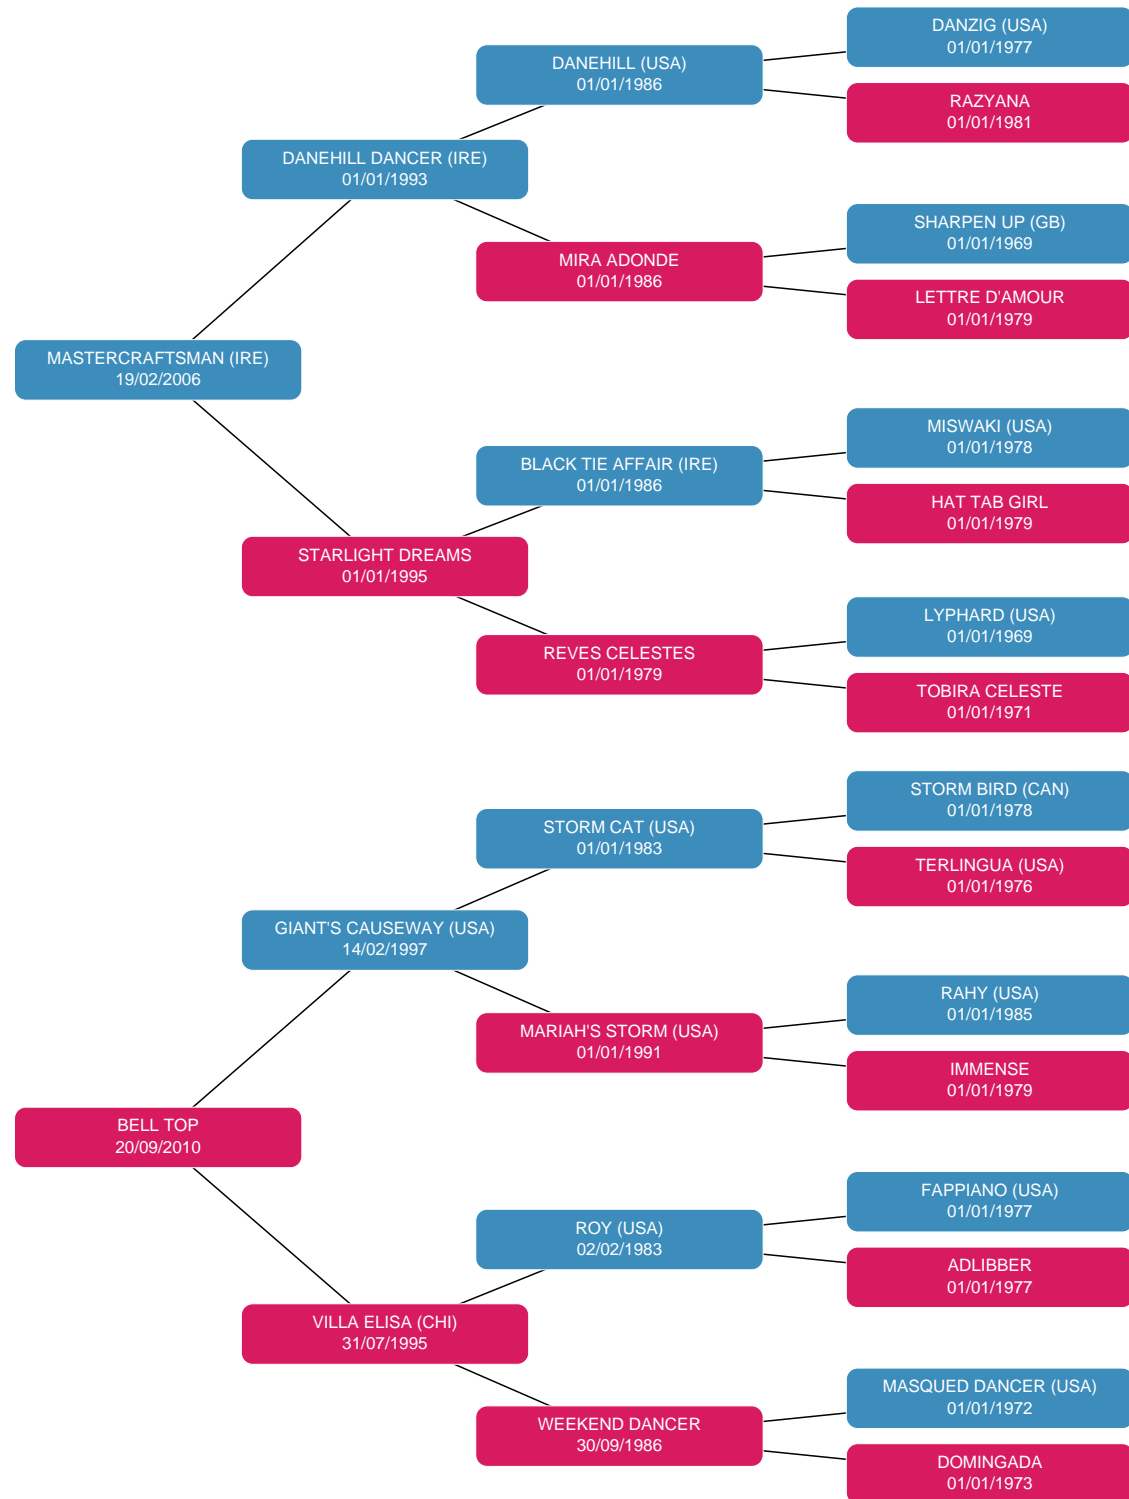 DANZIG (USA)
01/01/1977
DANEHILL (USA)
01/01/1986
RAZYANA
01/01/1981
DANEHILL DANCER (IRE)
01/01/1993
SHARPEN UP (GB)
01/01/1969
MIRA ADONDE
01/01/1986
LETTRE D'AMOUR
01/01/1979
MASTERCRAFTSMAN (IRE)
19/02/2006
MISWAKI (USA)
01/01/1978
BLACK TIE AFFAIR (IRE)
01/01/1986
HAT TAB GIRL
01/01/1979
STARLIGHT DREAMS
01/01/1995
LYPHARD (USA)
01/01/1969
REVES CELESTES
01/01/1979
TOBIRA CELESTE
01/01/1971
STORM BIRD (CAN)
01/01/1978
STORM CAT (USA)
01/01/1983
TERLINGUA (USA)
01/01/1976
GIANT'S CAUSEWAY (USA)
14/02/1997
RAHY (USA)
01/01/1985
MARIAH'S STORM (USA)
01/01/1991
IMMENSE
01/01/1979
BELL TOP
20/09/2010
FAPPIANO (USA)
01/01/1977
ROY (USA)
02/02/1983
ADLIBBER
01/01/1977
VILLA ELISA (CHI)
31/07/1995
MASQUED DANCER (USA)
01/01/1972
WEEKEND DANCER
30/09/1986
DOMINGADA
01/01/1973